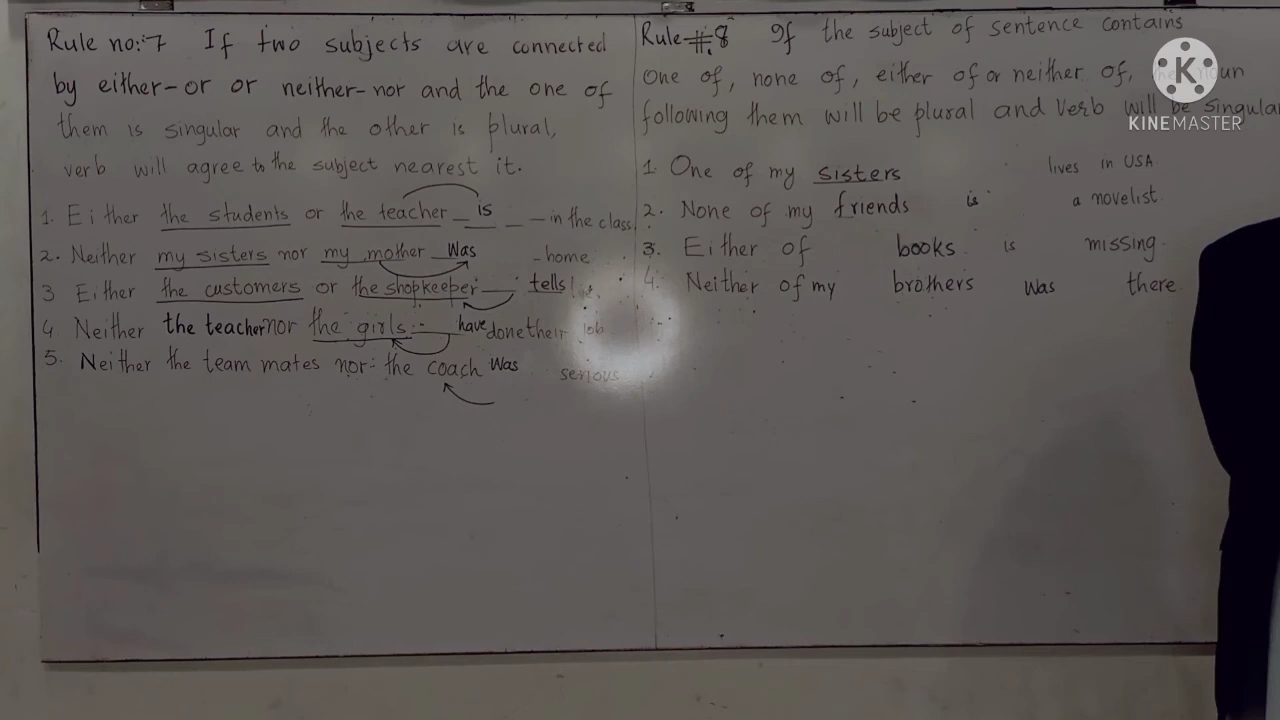 Rule no:7 If two subjects are connected
by either-or or neither-nor and the one of
them is singular and the other is plural,
verb will agree to the subject nearest it.
1. Either the students or the teacher is in the class.
2. Neither my sisters nor my mother was home
3 Either the customers or the shopkeeper tells
4. Neither the teacher nor the girls have done their job
5. Neither the team mates nor the coach was serious
Rule #8 If the subject of sentence contains
one of, none of, either of or neither of, noun
following them will be plural and verb will be singular
1. One of my sisters lives in USA.
2. None of my friends is a novelist.
3. Either of books is missing
4. Neither of my brothers was there
K
KINEMASTER